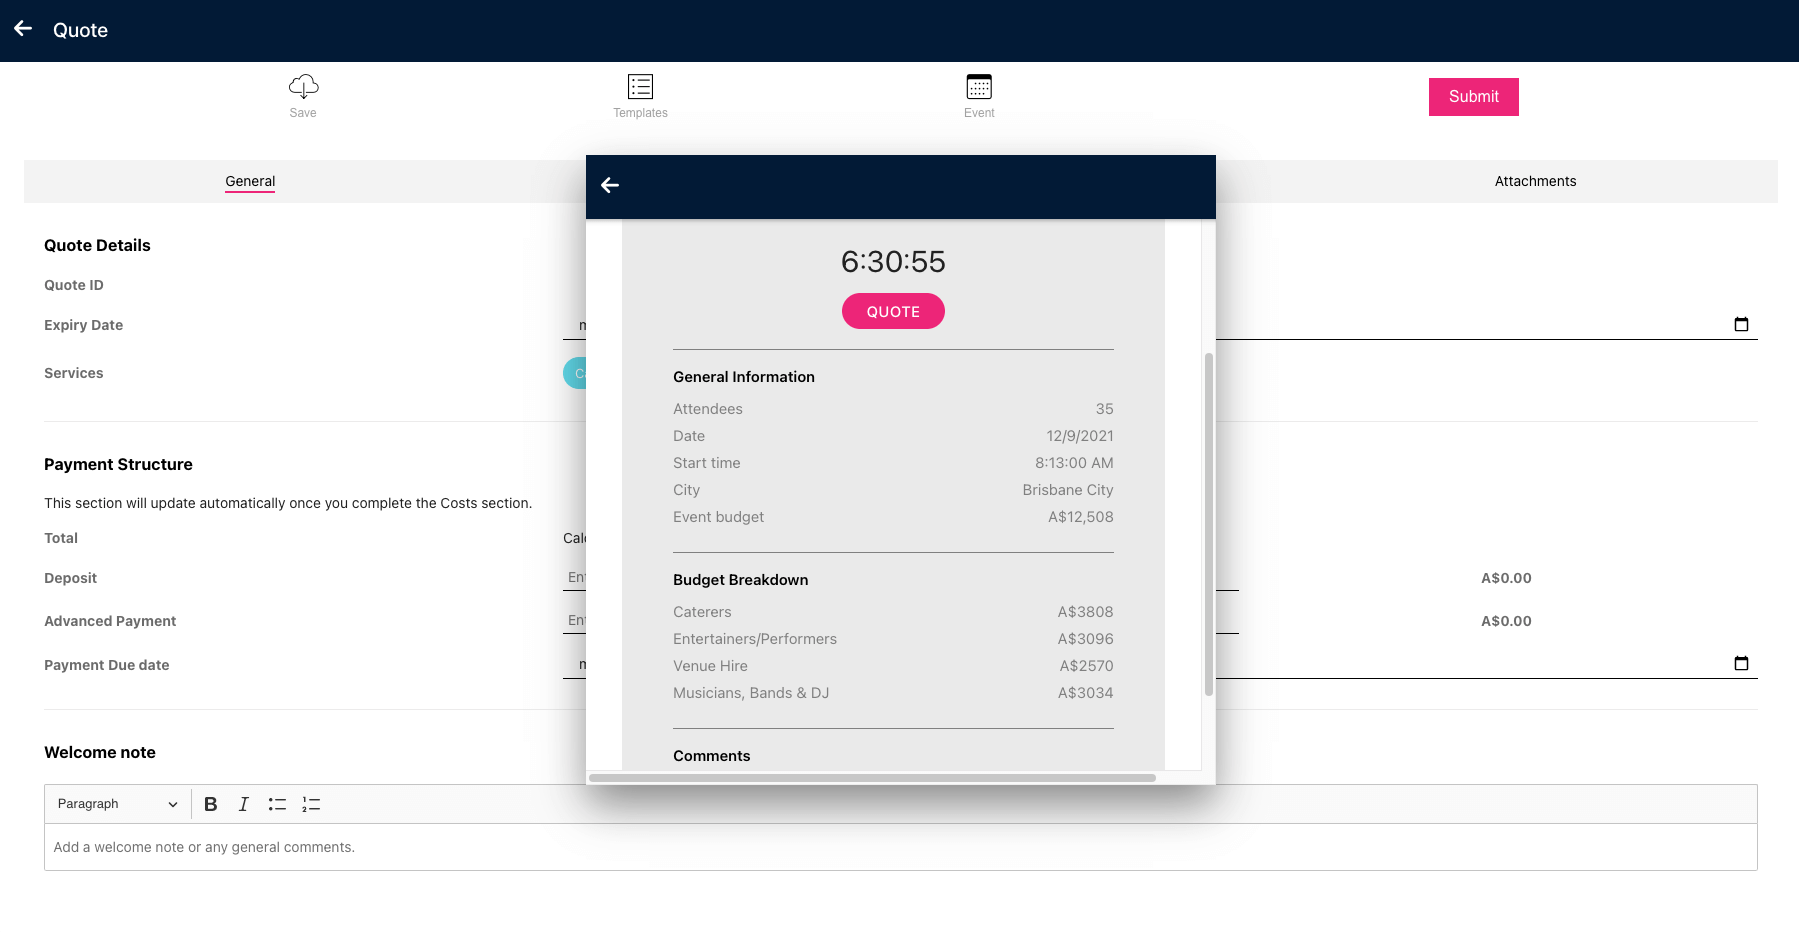 Quote
Save
Templates
Event
Submit
General
Attachments
Quote Details
Quote ID
Expiry Date
Services
Payment Structure
This section will update automatically once you complete the Costs section.
Total
Deposit
A$0.00
Advanced Payment
A$0.00
Payment Due date
Welcome note
Paragraph
Add a welcome note or any general comments.
6:30:55
QUOTE
General Information
Attendees 35
Date 12/9/2021
Start time 8:13:00 AM
City Brisbane City
Event budget A$12,508
Budget Breakdown
Caterers A$3808
Entertainers/Performers A$3096
Venue Hire A$2570
Musicians, Bands & DJ A$3034
Comments